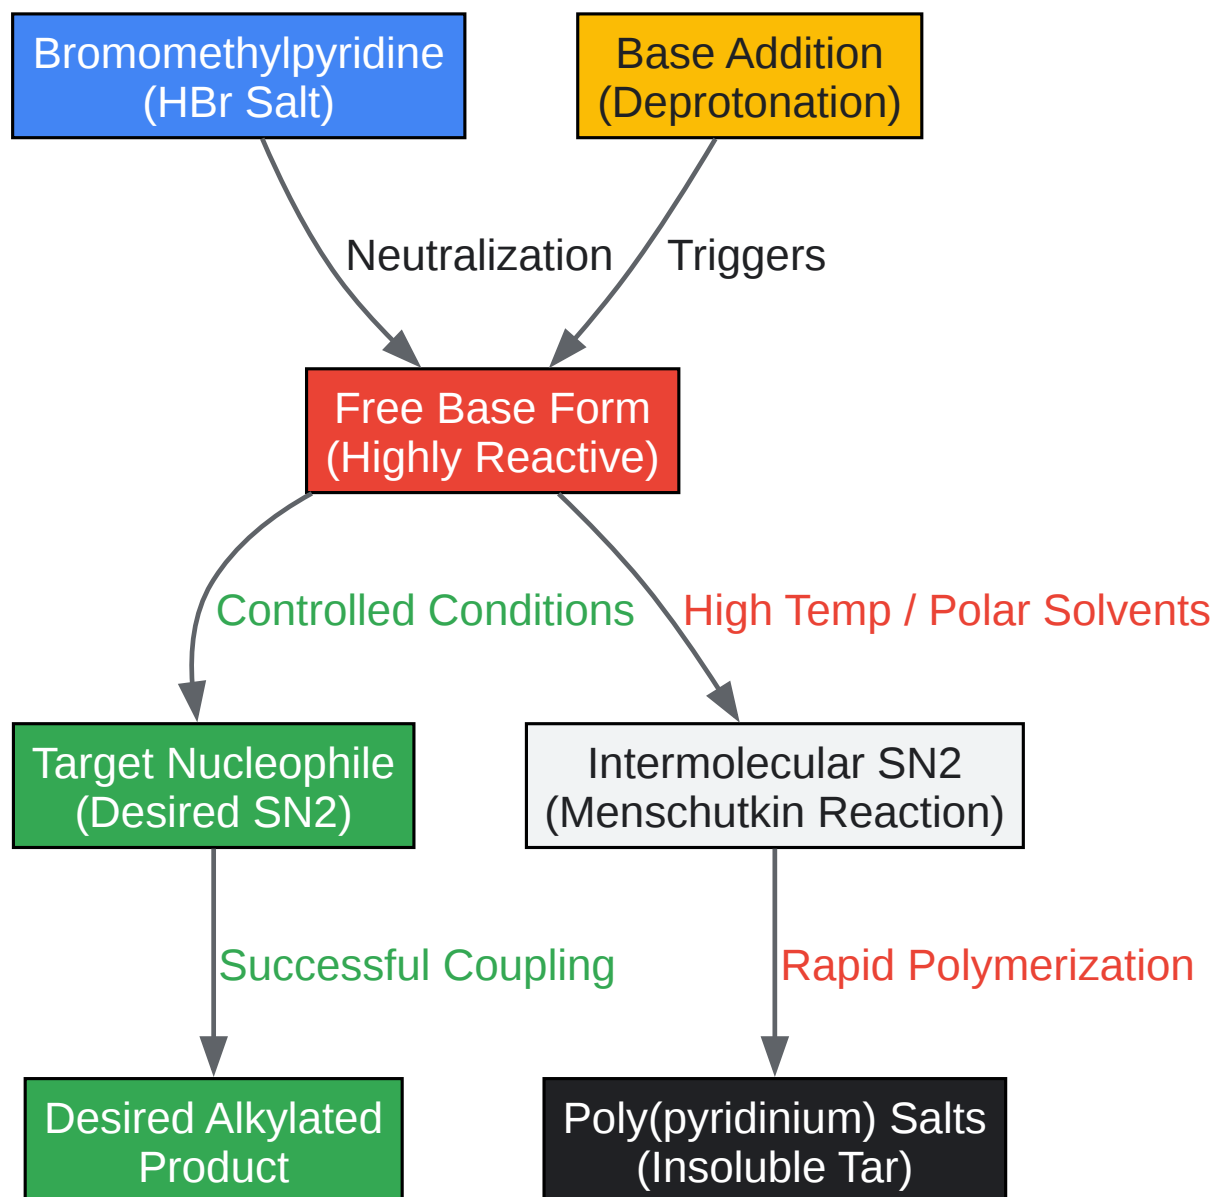 Bromomethylpyridine
(HBr Salt)
Base Addition
(Deprotonation)
Neutralization
Triggers
Free Base Form
(Highly Reactive)
Controlled Conditions
High Temp / Polar Solvents
Target Nucleophile
(Desired SN2)
Intermolecular SN2
(Menschutkin Reaction)
Successful Coupling
Rapid Polymerization
Desired Alkylated
Product
Poly(pyridinium) Salts
(Insoluble Tar)